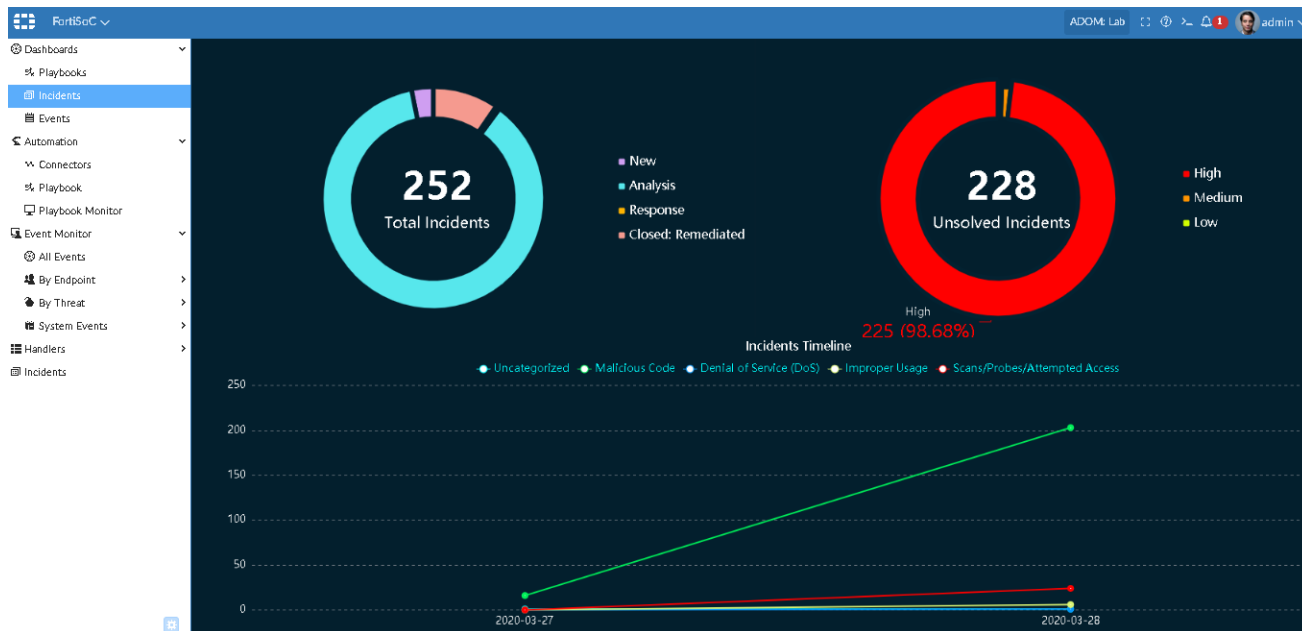 FortiSoC
ADOM: Lab
1
admin
Dashboards
Playbooks
Incidents
Events
Automation
Connectors
Playbook
Playbook Monitor
Event Monitor
All Events
By Endpoint
By Threat
System Events
Handlers
Incidents
252
Total Incidents
New
Analysis
Response
Closed: Remediated
228
Unsolved Incidents
High
Medium
Low
High
225 (98.68%)
Incidents Timeline
Uncategorized Malicious Code Denial of Service (DoS) Improper Usage Scans/Probes/Attempted Access
250
200
150
100
50
0
2020-03-27 2020-03-28